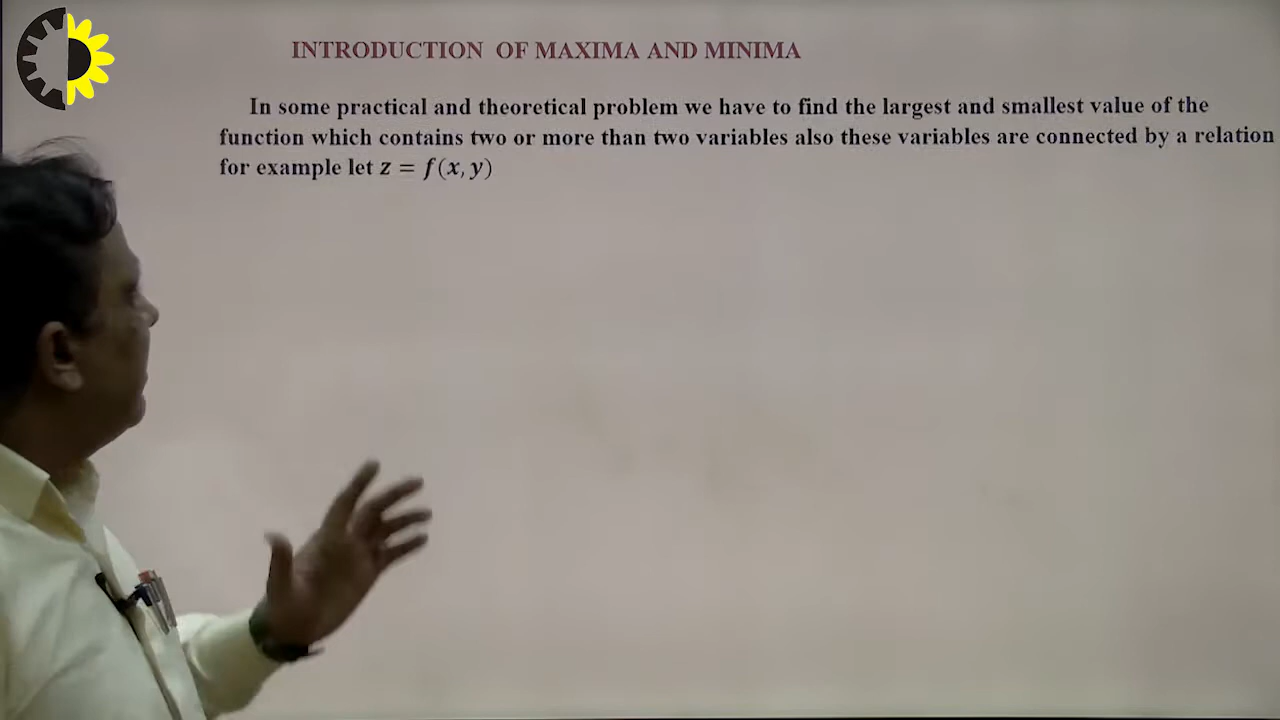 INTRODUCTION OF MAXIMA AND MINIMA
In some practical and theoretical problem we have to find the largest and smallest value of the
function which contains two or more than two variables also these variables are connected by a relation
for example let z = f(x, y)